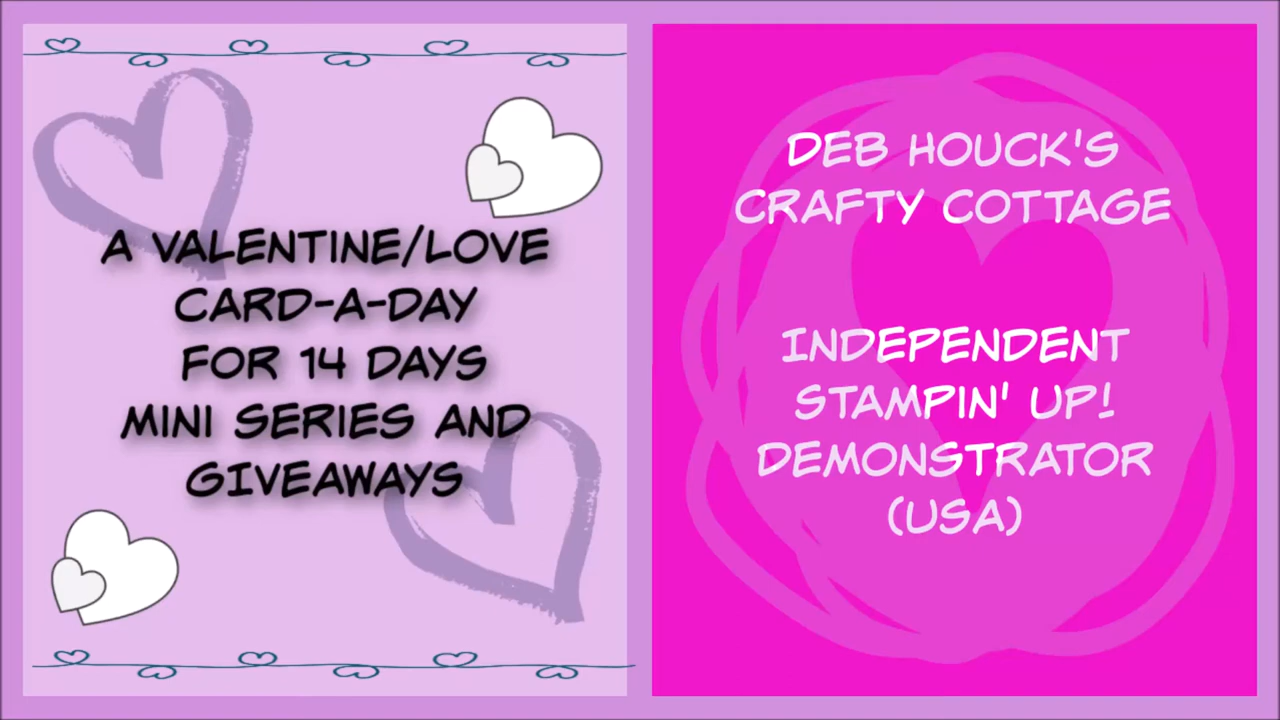 A VALENTINE/LOVE
CARD-A-DAY
FOR 14 DAYS
MINI SERIES AND
GIVEAWAYS
DEB HOUCK'S
CRAFTY COTTAGE
INDEPENDENT
STAMPIN' UP!
DEMONSTRATOR
(USA)